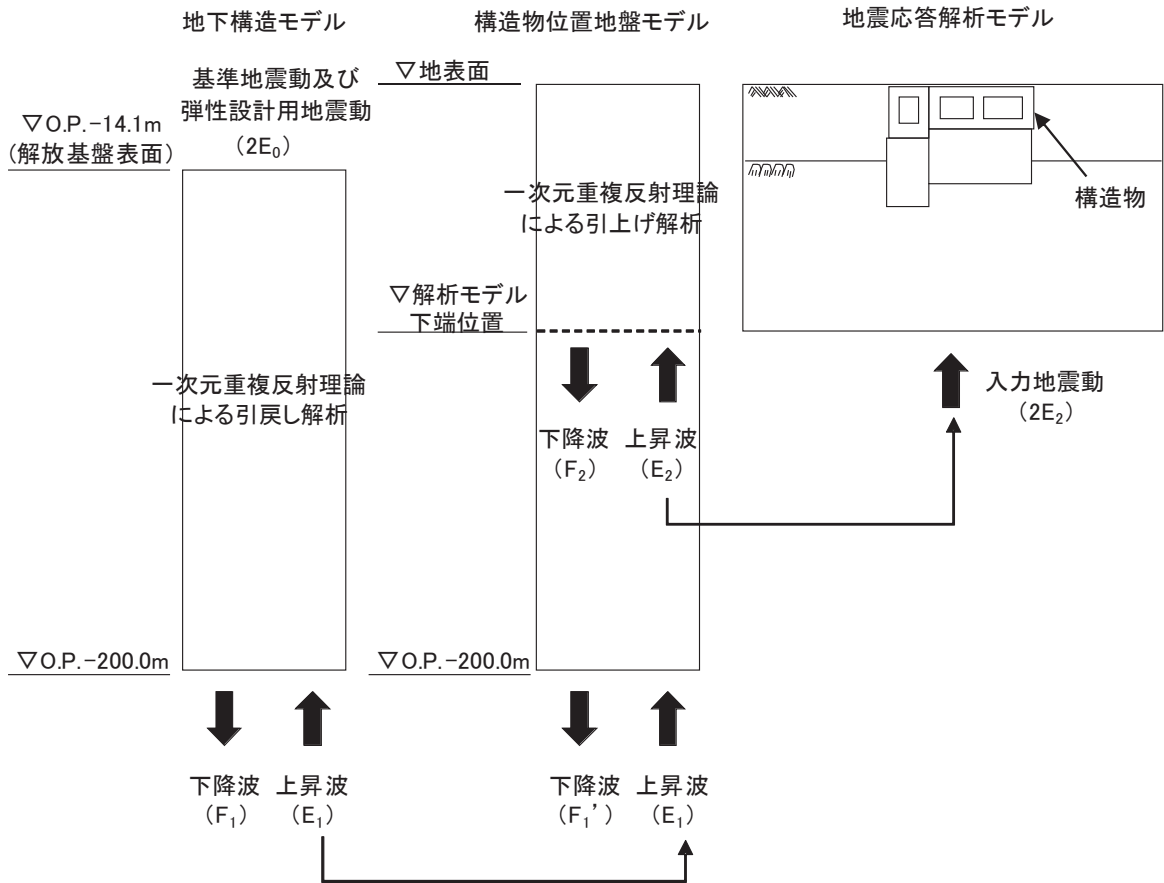 地下構造モデル
構造物位置地盤モデル
地震応答解析モデル
基準地震動及び
弾性設計用地震動
(2E₀)
▽O.P.-14.1m
(解放基盤表面)
一次元重複反射理論
による引戻し解析
▽O.P.-200.0m
下降波
(F₁)
上昇波
(E₁)
▽地表面
一次元重複反射理論
による引上げ解析
▽解析モデル
下端位置
下降波
(F₂)
上昇波
(E₂)
▽O.P.-200.0m
下降波
(F₁’)
上昇波
(E₁)
構造物
入力地震動
(2E₂)